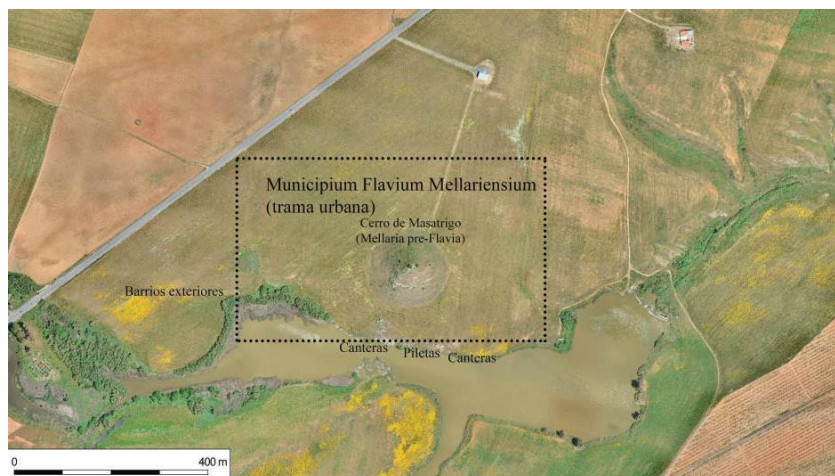 Municipium Flavium Mellariensium
(trama urbana)
Cerro de Masatrigo
(Mellaria pre-Flavia)
Barrios exteriores
Canteras
Piletas
Canteras
0
400 m